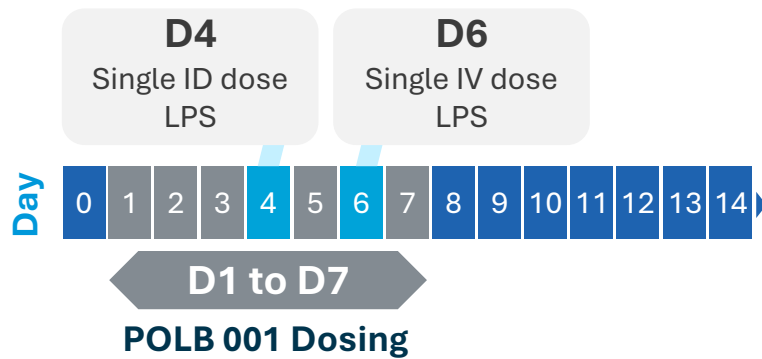 D4
Single ID dose
LPS
D6
Single IV dose
LPS
Day
0 1 2 3 4 5 6 7 8 9 10 11 12 13 14
D1 to D7
POLB 001 Dosing